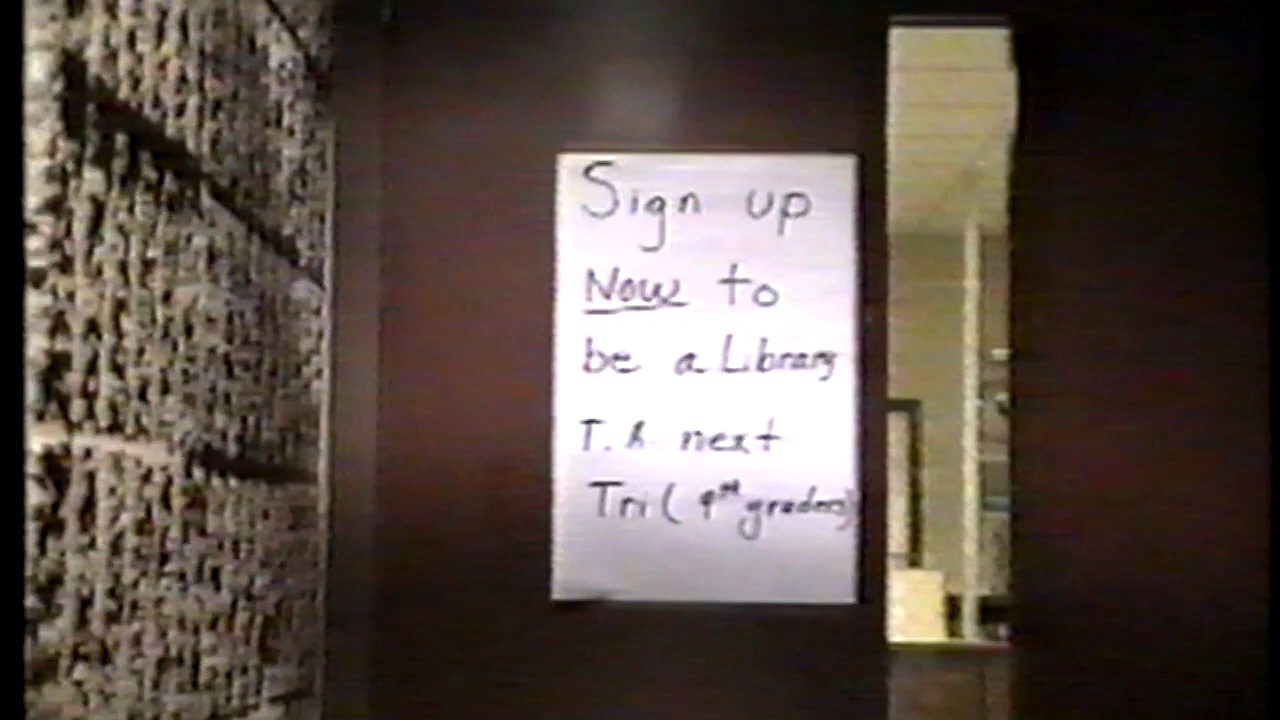 Sign up
Now to
be a Library
T.A. next
Tri (9th graders)